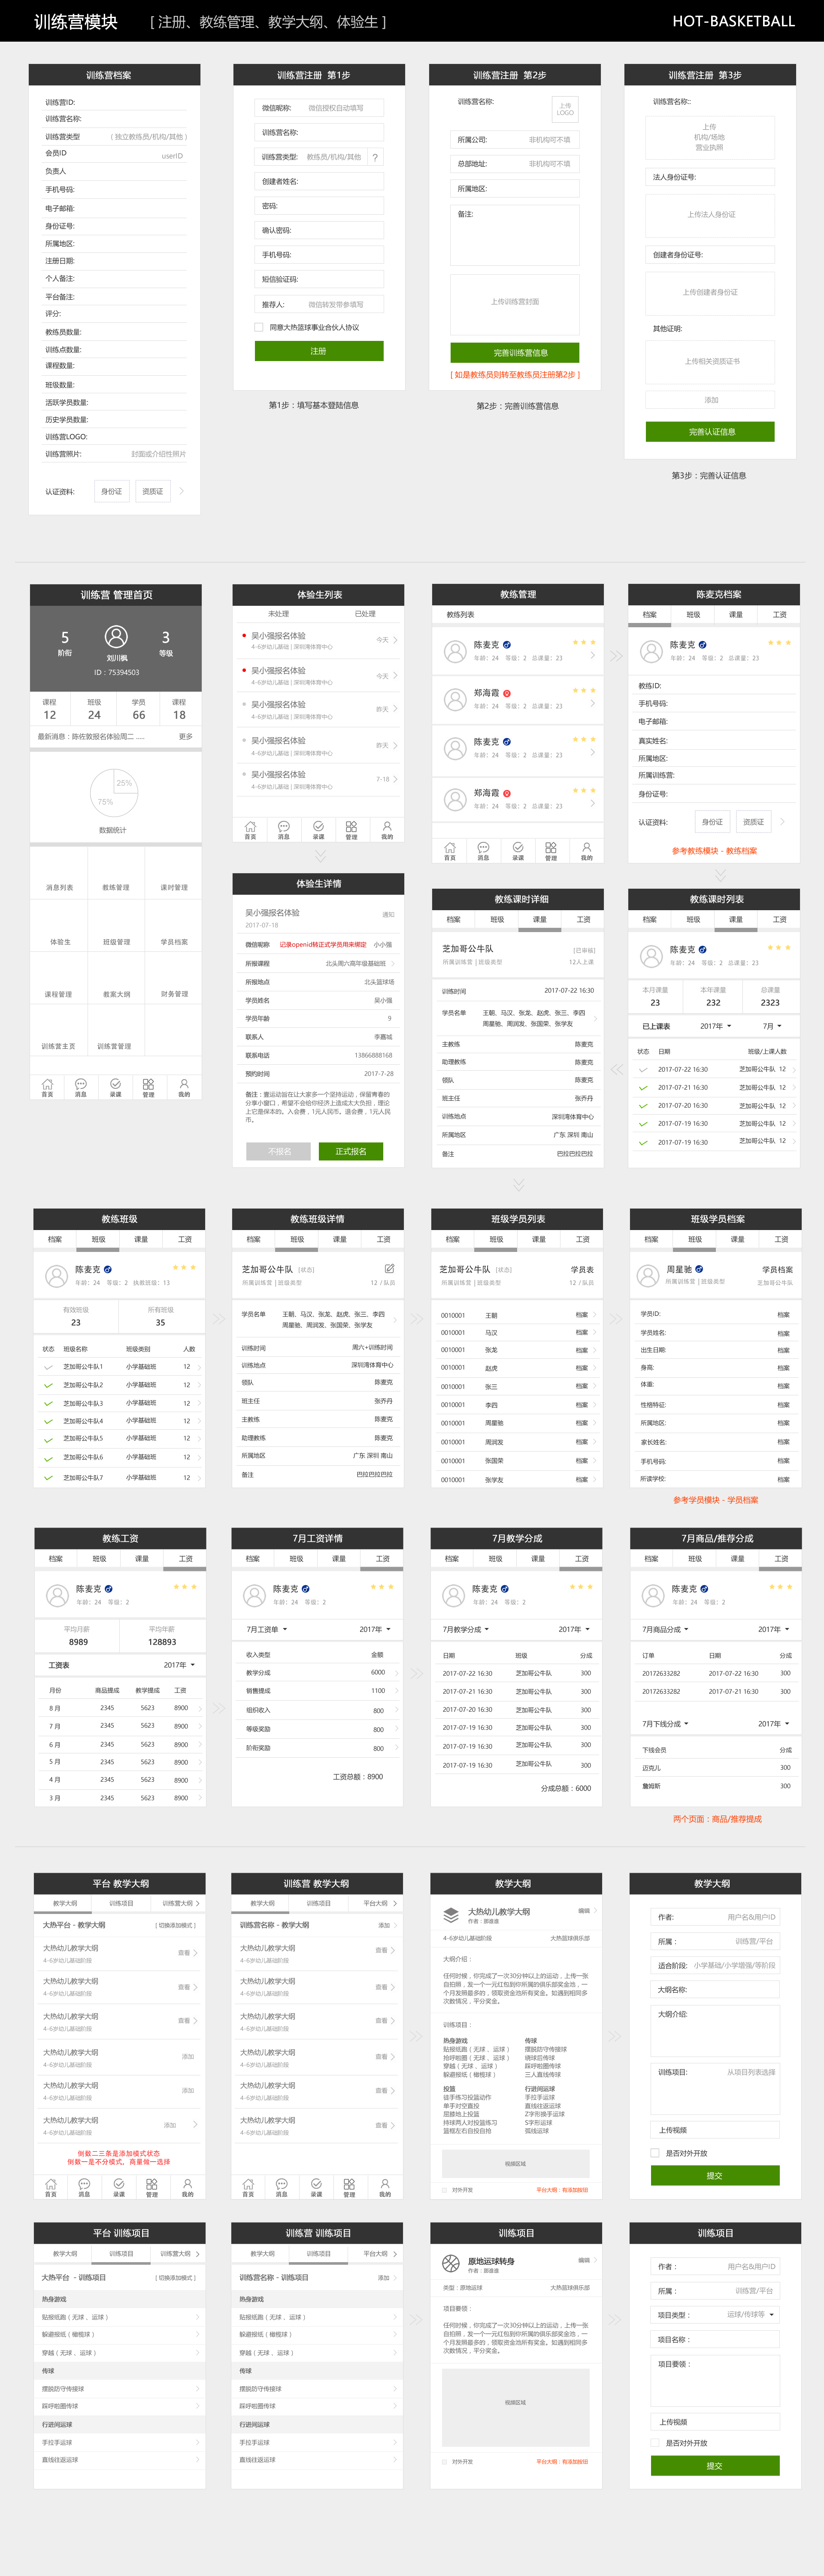 训练营模块 [ 注册、教练管理、教学大纲、体验生 ] HOT-BASKETBALL
训练营档案
训练营ID:
训练营名称:
训练营类型 ( 独立教练员/机构/其他 )
会员ID userID
负责人
手机号码:
电子邮箱:
身份证号:
所属地区:
注册日期:
个人备注:
平台备注:
评分:
教练员数量:
训练点数量:
课程数量:
班级数量:
活跃学员数量:
历史学员数量:
训练营LOGO:
训练营照片: 封面或介绍性照片
认证资料: 身份证 资质证
训练营注册 第1步
微信昵称: 微信授权自动填写
训练营名称:
训练营类型: 教练员/机构/其他 ?
创建者姓名:
密码:
确认密码:
手机号码:
短信验证码:
推荐人: 微信转发带参填写
同意大热篮球事业合伙人协议
注册
第1步：填写基本登陆信息
训练营注册 第2步
训练营名称: 上传
LOGO
所属公司: 非机构可不填
总部地址: 非机构可不填
所属地区:
备注:
上传训练营封面
完善训练营信息
[ 如是教练员则转至教练员注册第2步 ]
第2步：完善训练营信息
训练营注册 第3步
训练营名称::
上传
机构/场地
营业执照
法人身份证号:
上传法人身份证
创建者身份证号:
上传创建者身份证
其他证明:
上传相关资质证书
添加
完善认证信息
第3步：完善认证信息
训练营 管理首页
5 3
阶衔 刘川枫 等级
ID：75394503
课程 班级 学员 课程
12 24 66 18
最新消息：陈佐敦报名体验周二 ..... 更多
25%
75%
数据统计
消息列表 教练管理 课时管理
体验生 班级管理 学员档案
课程管理 教案大纲 财务管理
训练营主页 训练营管理
首页 消息 录课 管理 我的
体验生列表
未处理 已处理
吴小强报名体验 今天
4-6岁幼儿基础 | 深圳湾体育中心
吴小强报名体验 今天
4-6岁幼儿基础 | 深圳湾体育中心
吴小强报名体验 昨天
4-6岁幼儿基础 | 深圳湾体育中心
吴小强报名体验 昨天
4-6岁幼儿基础 | 深圳湾体育中心
吴小强报名体验 7-18
4-6岁幼儿基础 | 深圳湾体育中心
首页 消息 录课 管理 我的
体验生详情
吴小强报名体验 通知
2017-07-18
微信昵称 记录openid转正式学员用来绑定 小小强
所报课程 北头周六高年级基础班
所报地点 北头篮球场
学员姓名 吴小强
学员年龄 9
联系人 李嘉城
联系电话 13866888168
预约时间 2017-7-28
不报名 正式报名
教练管理
教练列表
陈麦克
年龄：24 等级：2 总课量：23
郑海霞
年龄：24 等级：2 总课量：23
陈麦克
年龄：24 等级：2 总课量：23
郑海霞
年龄：24 等级：2 总课量：23
首页 消息 录课 管理 我的
陈麦克档案
档案 班级 课量 工资
陈麦克
年龄：24 等级：2 总课量：23
教练ID:
手机号码:
电子邮箱:
真实姓名:
所属地区:
所属训练营:
身份证号:
认证资料: 身份证 资质证
参考教练模块 - 教练档案
教练课时详细
档案 班级 课量 工资
芝加哥公牛队 [已审核]
所属训练营 | 班级类型 12人上课
训练时间 2017-07-22 16:30
学员名单 王朝、马汉、张龙、赵虎、张三、李四
周星驰、周润发、张国荣、张学友
主教练 陈麦克
助理教练 陈麦克
领队 陈麦克
班主任 张乔丹
训练地点 深圳湾体育中心
所属地区 广东 深圳 南山
备注 巴拉巴拉巴拉
教练课时列表
档案 班级 课量 工资
陈麦克
年龄：24 等级：2 总课量：23
本月课量 本年课量 总课量
23 232 2323
已上课表 2017年 7月
状态 日期 班级/上课人数
2017-07-22 16:30 芝加哥公牛队 12
2017-07-21 16:30 芝加哥公牛队 12
2017-07-20 16:30 芝加哥公牛队 12
2017-07-19 16:30 芝加哥公牛队 12
2017-07-19 16:30 芝加哥公牛队 12
教练班级
档案 班级 课量 工资
陈麦克
年龄：24 等级：2 执教班级：13
有效班级 所有班级
23 35
状态 班级名称 班级类别 人数
芝加哥公牛队1 小学基础班 12
芝加哥公牛队2 小学基础班 12
芝加哥公牛队3 小学基础班 12
芝加哥公牛队4 小学基础班 12
芝加哥公牛队5 小学基础班 12
芝加哥公牛队6 小学基础班 12
芝加哥公牛队7 小学基础班 12
教练班级详情
档案 班级 课量 工资
芝加哥公牛队 [状态]
所属训练营 | 班级类型 12 / 队员
学员名单 王朝、马汉、张龙、赵虎、张三、李四
周星驰、周润发、张国荣、张学友
训练时间 周六+训练时间
训练地点 深圳湾体育中心
领队 陈麦克
班主任 张乔丹
主教练 陈麦克
助理教练 陈麦克
所属地区 广东 深圳 南山
备注 巴拉巴拉巴拉
班级学员列表
档案 班级 课量 工资
芝加哥公牛队 [状态] 学员表
所属训练营 | 班级类型 12 / 队员
0010001 王朝 档案
0010001 马汉 档案
0010001 张龙 档案
0010001 赵虎 档案
0010001 张三 档案
0010001 李四 档案
0010001 周星驰 档案
0010001 周润发 档案
0010001 张国荣 档案
0010001 张学友 档案
班级学员档案
档案 班级 课量 工资
周星驰 学员档案
所属训练营 | 班级类型 芝加哥公牛队
学员ID: 档案
学员姓名: 档案
出生日期: 档案
身高: 档案
体重: 档案
性格特征: 档案
所属地区: 档案
家长姓名: 档案
手机号码: 档案
所读学校: 档案
参考学员模块 - 学员档案
教练工资
档案 班级 课量 工资
陈麦克
年龄：24 等级：2
平均月薪 平均年薪
8989 128893
工资表 2017年
月份 商品提成 教学提成 工资
8 月 2345 5623 8900
7 月 2345 5623 8900
6 月 2345 5623 8900
5 月 2345 5623 8900
4 月 2345 5623 8900
3 月 2345 5623 8900
7月工资详情
档案 班级 课量 工资
陈麦克
年龄：24 等级：2
7月工资单 2017年
收入类型 金额
教学分成 6000
销售提成 1100
组织收入 800
等级奖励 800
阶衔奖励 800
工资总额：8900
7月教学分成
档案 班级 课量 工资
陈麦克
年龄：24 等级：2
7月教学分成 2017年
日期 班级 分成
2017-07-22 16:30 芝加哥公牛队 300
2017-07-21 16:30 芝加哥公牛队 300
2017-07-20 16:30 芝加哥公牛队 300
2017-07-19 16:30 芝加哥公牛队 300
2017-07-19 16:30 芝加哥公牛队 300
2017-07-19 16:30 芝加哥公牛队 300
分成总额：6000
7月商品/推荐分成
档案 班级 课量 工资
陈麦克
年龄：24 等级：2
7月商品分成 2017年
订单 日期 分成
20172633282 2017-07-22 16:30 300
20172633282 2017-07-21 16:30 300
7月下线分成 2017年
下线会员 分成
迈克儿 300
詹姆斯 300
两个页面：商品/推荐提成
平台 教学大纲
教学大纲 训练项目 训练营大纲
大热平台 - 教学大纲 [ 切换添加模式 ]
大热幼儿教学大纲 查看
4-6岁幼儿基础阶段
大热幼儿教学大纲 查看
4-6岁幼儿基础阶段
大热幼儿教学大纲 查看
4-6岁幼儿基础阶段
大热幼儿教学大纲 添加
4-6岁幼儿基础阶段
大热幼儿教学大纲 添加
4-6岁幼儿基础阶段
大热幼儿教学大纲 添加
4-6岁幼儿基础阶段
倒数二三条是添加模式状态
倒数一是不分模式，商量做一选择
首页 消息 录课 管理 我的
训练营 教学大纲
教学大纲 训练项目 平台大纲
训练营名称 - 教学大纲 添加
大热幼儿教学大纲 查看
4-6岁幼儿基础阶段
大热幼儿教学大纲 查看
4-6岁幼儿基础阶段
大热幼儿教学大纲 查看
4-6岁幼儿基础阶段
大热幼儿教学大纲 查看
4-6岁幼儿基础阶段
大热幼儿教学大纲 查看
4-6岁幼儿基础阶段
大热幼儿教学大纲 查看
4-6岁幼儿基础阶段
首页 消息 录课 管理 我的
教学大纲
大热幼儿教学大纲 编辑
作者：那谁谁
4-6岁幼儿基础阶段 大热篮球俱乐部
大纲介绍：
任何时候，你完成了一次30分钟以上的运动，上传一张
自拍照，发一个一元红包到你所属的俱乐部奖金池，一
个月发照最多的，领取资金池所有奖金。如遇到相同多
次数情况，平分奖金。
训练项目：
热身游戏 传球
贴报纸跑（无球 、运球） 摆脱防守传接球
抢呼啦圈（无球 、运球） 绕球后传球
穿越（无球 、运球） 踩呼啦圈传球
躲避报纸（橄榄球） 三人直线传球
投篮 行进间运球
徒手练习投篮动作 手拉手运球
单手对空直投 直线往返运球
屈膝地上投篮 Z字形换手运球
持球两人对投篮练习 S字形运球
篮框左右自投自抢 弧线运球
视频区域
对外开发 平台大纲：有添加按钮
教学大纲
作者: 用户名&用户ID
所属： 训练营/平台
适合阶段: 小学基础/小学增强/等阶段
大纲名称:
大纲介绍:
训练项目: 从项目列表选择
上传视频
是否对外开放
提交
平台 训练项目
教学大纲 训练项目 训练营大纲
大热平台 - 训练项目 [ 切换添加模式 ]
热身游戏
贴报纸跑（无球 、运球）
躲避报纸（橄榄球）
穿越（无球 、运球）
传球
摆脱防守传接球
踩呼啦圈传球
行进间运球
手拉手运球
直线往返运球
训练营 训练项目
教学大纲 训练项目 平台大纲
训练营名称 - 训练项目 添加
热身游戏
贴报纸跑（无球 、运球）
躲避报纸（橄榄球）
穿越（无球 、运球）
传球
摆脱防守传接球
踩呼啦圈传球
行进间运球
手拉手运球
直线往返运球
训练项目
原地运球转身 编辑
作者：那谁谁
类型：原地运球 大热篮球俱乐部
项目要领：
任何时候，你完成了一次30分钟以上的运动，上传一张
自拍照，发一个一元红包到你所属的俱乐部奖金池，一
个月发照最多的，领取资金池所有奖金。如遇到相同多
次数情况，平分奖金。
视频区域
对外开发 平台大纲：有添加按钮
训练项目
作者： 用户名&用户ID
所属： 训练营/平台
项目类型： 运球/传球等
项目名称：
项目要领：
上传视频
是否对外开放
提交